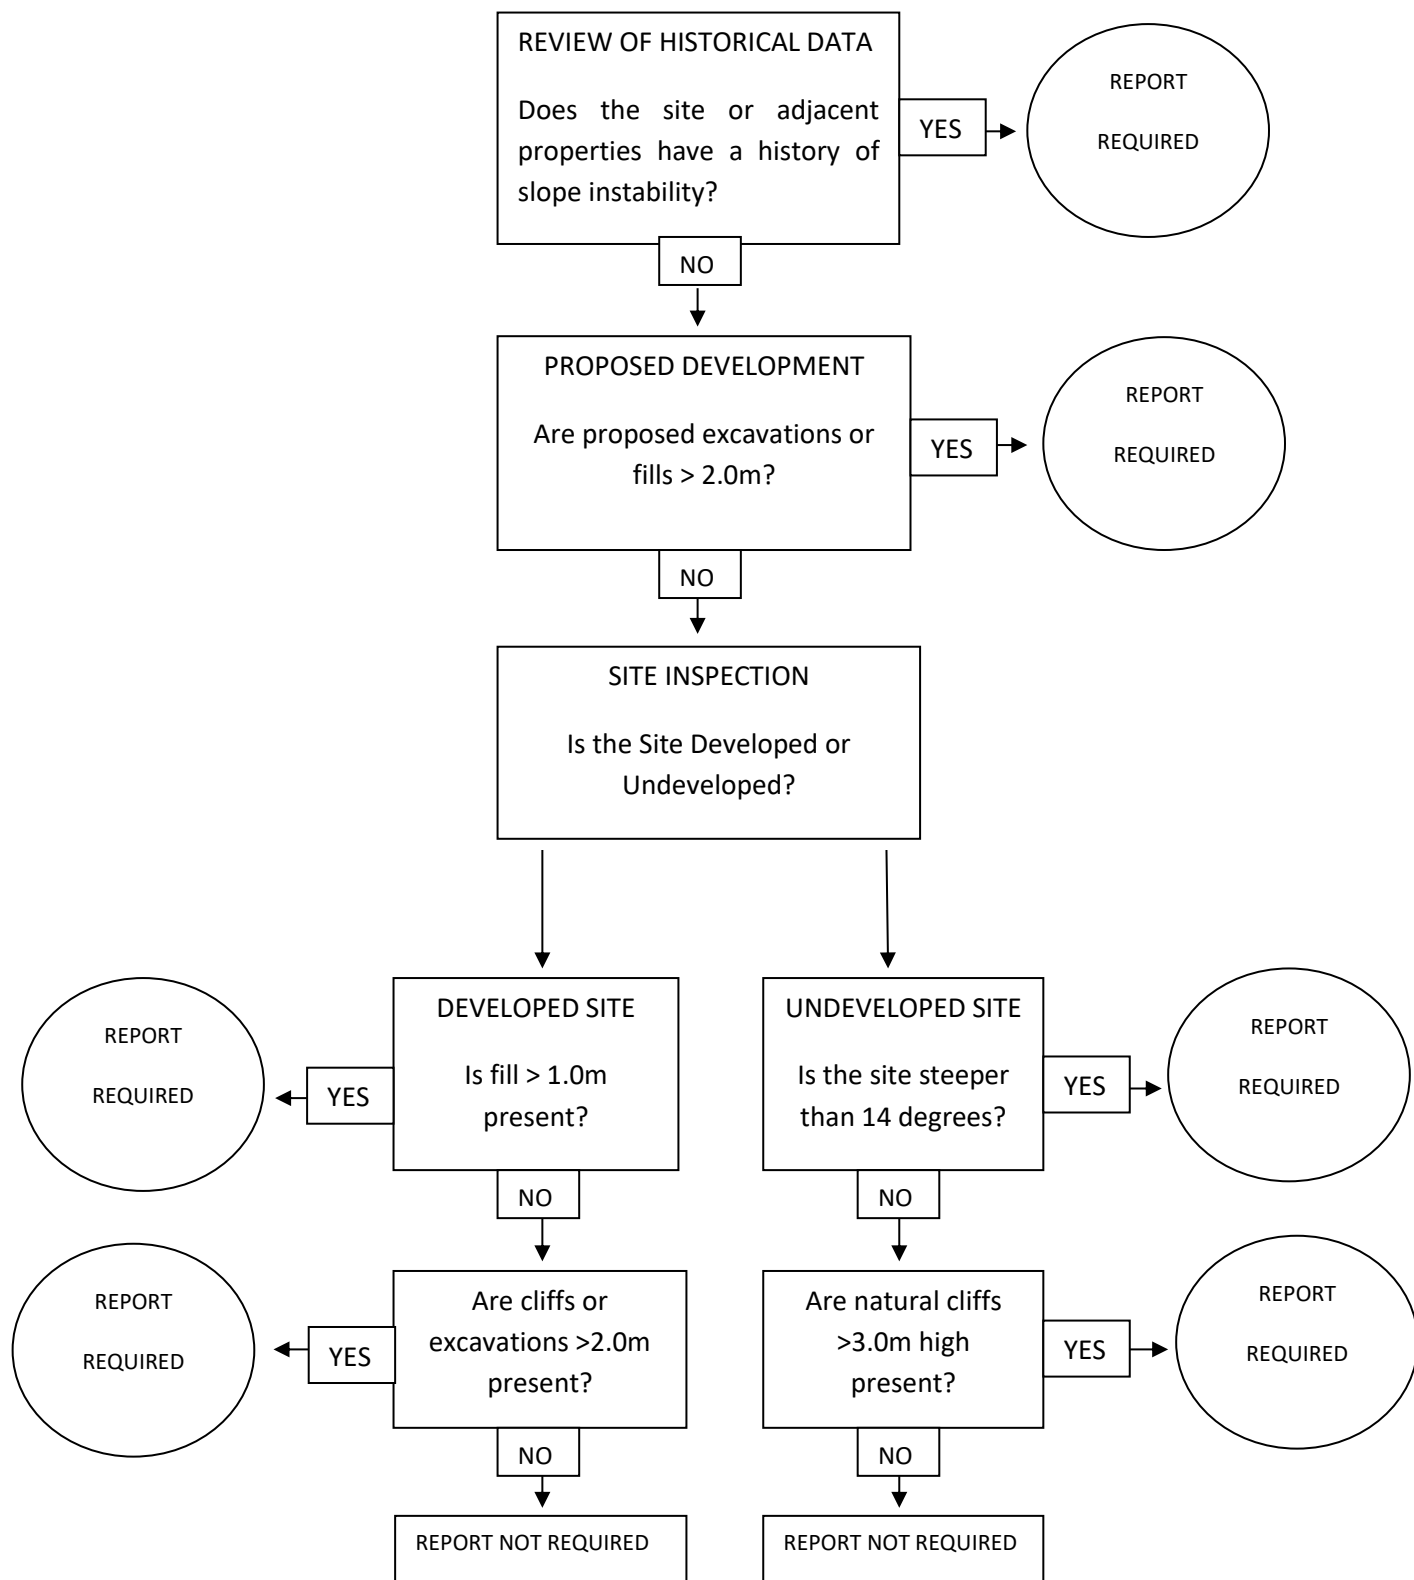 REVIEW OF HISTORICAL DATA
Does the site or adjacent
properties have a history of
slope instability?
YES
REPORT
REQUIRED
NO
PROPOSED DEVELOPMENT
Are proposed excavations or
fills > 2.0m?
YES
REPORT
REQUIRED
NO
SITE INSPECTION
Is the Site Developed or
Undeveloped?
DEVELOPED SITE
Is fill > 1.0m
present?
YES
REPORT
REQUIRED
NO
Are cliffs or
excavations >2.0m
present?
YES
REPORT
REQUIRED
NO
REPORT NOT REQUIRED
UNDEVELOPED SITE
Is the site steeper
than 14 degrees?
YES
REPORT
REQUIRED
NO
Are natural cliffs
>3.0m high
present?
YES
REPORT
REQUIRED
NO
REPORT NOT REQUIRED